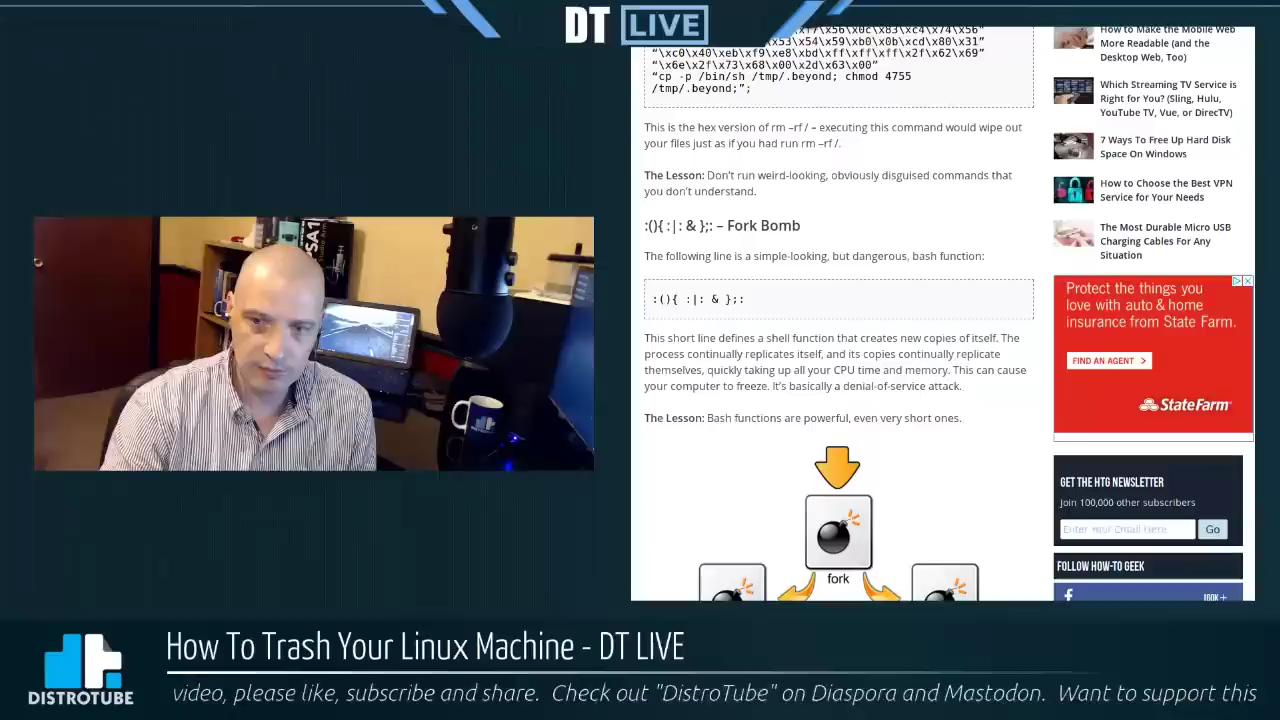 DT LIVE
“\xc0\x40\xeb\xf9\xe8\xbd\xff\xff\xff\x2f\x62\x69”
“\x6e\x2f\x73\x68\x00\x2d\x63\x00”
“cp -p /bin/sh /tmp/.beyond; chmod 4755
/tmp/.beyond;”;
This is the hex version of rm –rf / – executing this command would wipe out
your files just as if you had run rm –rf /.
The Lesson: Don’t run weird-looking, obviously disguised commands that
you don’t understand.
:(){ :|: & };: – Fork Bomb
The following line is a simple-looking, but dangerous, bash function:
:(){ :|: & };:
This short line defines a shell function that creates new copies of itself. The
process continually replicates itself, and its copies continually replicate
themselves, quickly taking up all your CPU time and memory. This can cause
your computer to freeze. It’s basically a denial-of-service attack.
The Lesson: Bash functions are powerful, even very short ones.
fork
How to Make the Mobile Web
More Readable (and the
Desktop Web, Too)
Which Streaming TV Service is
Right for You? (Sling, Hulu,
YouTube TV, Vue, or DirecTV)
7 Ways To Free Up Hard Disk
Space On Windows
How to Choose the Best VPN
Service for Your Needs
The Most Durable Micro USB
Charging Cables For Any
Situation
Protect the things you
love with auto & home
insurance from State Farm.
FIND AN AGENT >
StateFarm
GET THE HTG NEWSLETTER
Join 100,000 other subscribers
Enter Your Email Here Go
FOLLOW HOW-TO GEEK
f
SA1
How To Trash Your Linux Machine - DT LIVE
DISTROTUBE
video, please like, subscribe and share. Check out "DistroTube" on Diaspora and Mastodon. Want to support this